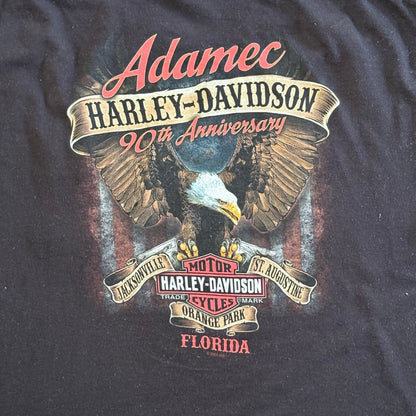 Adamec
HARLEY-DAVIDSON
90th Anniversary
JACKSONVILLE
MOTOR
ST. AUGUSTINE
HARLEY-DAVIDSON
TRADE MARK
CYCLES
ORANGE PARK
FLORIDA